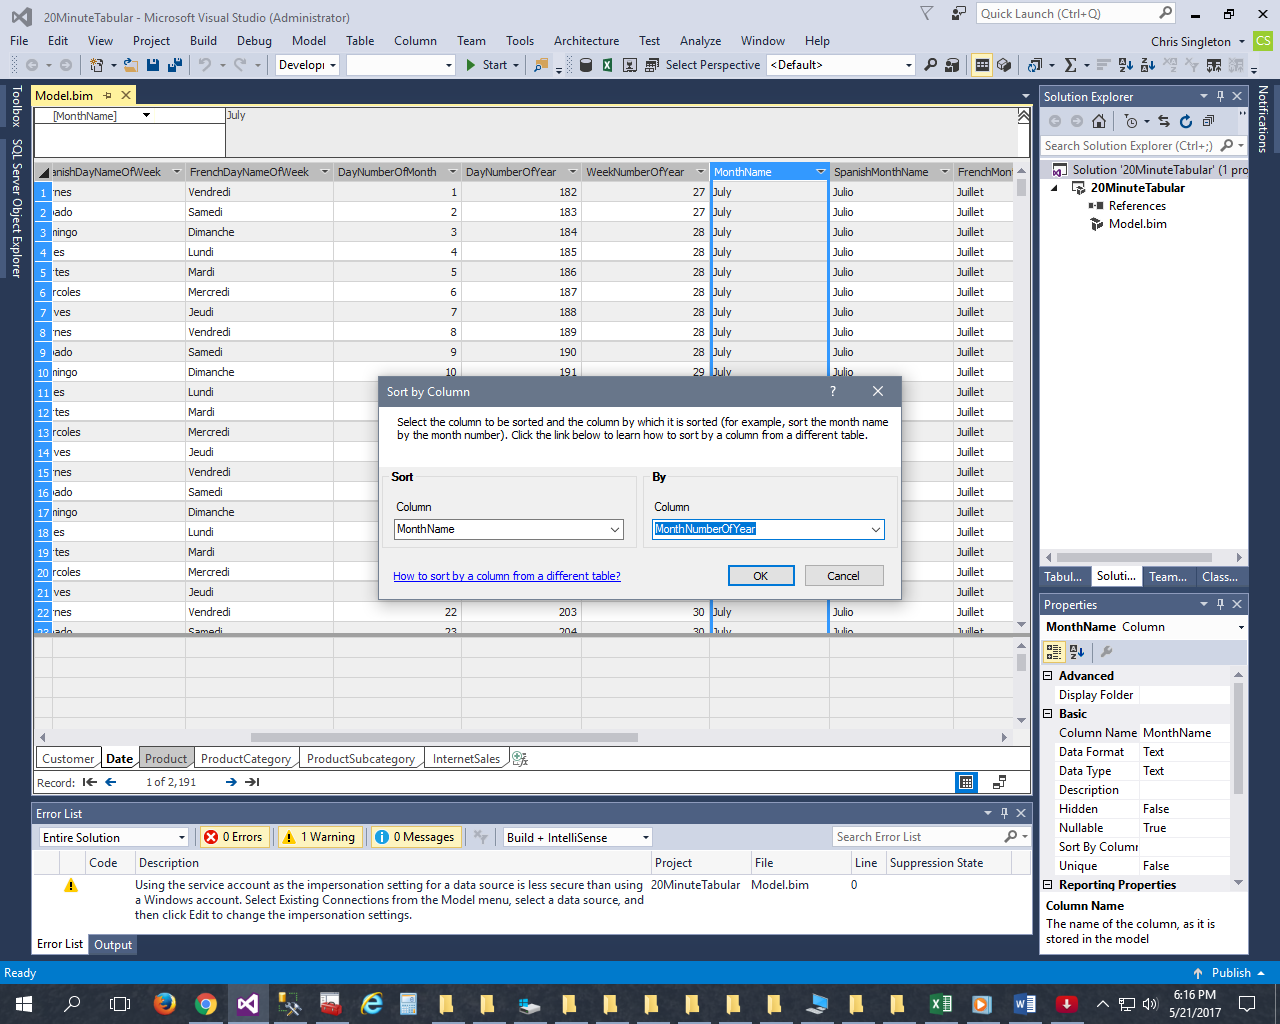 20MinuteTabular - Microsoft Visual Studio (Administrator)
Quick Launch (Ctrl+Q)
File Edit View Project Build Debug Model Table Column Team Tools Architecture Test Analyze Window Help
Chris Singleton
CS
Develop
Start
Select Perspective
<Default>
Toolbox
SQL Server Object Explorer
Notifications
Model.bim
[MonthName]
July
anishDayNameOfWeek FrenchDayNameOfWeek DayNumberOfMonth DayNumberOfYear WeekNumberOfYear MonthName SpanishMonthName FrenchMont
1 rnes Vendredi 1 182 27 July Julio Juillet
2 ado Samedi 2 183 27 July Julio Juillet
3 mingo Dimanche 3 184 28 July Julio Juillet
4 es Lundi 4 185 28 July Julio Juillet
5 rtes Mardi 5 186 28 July Julio Juillet
6 rcoles Mercredi 6 187 28 July Julio Juillet
7 ves Jeudi 7 188 28 July Julio Juillet
8 rnes Vendredi 8 189 28 July Julio Juillet
9 ado Samedi 9 190 28 July Julio Juillet
10 mingo Dimanche 10 191 29 July Julio Juillet
11 es Lundi Juillet
12 rtes Mardi Juillet
13 rcoles Mercredi Juillet
14 ves Jeudi Juillet
15 rnes Vendredi Juillet
16 ado Samedi Juillet
17 mingo Dimanche Juillet
18 es Lundi Juillet
19 rtes Mardi Juillet
20 rcoles Mercredi Juillet
21 ves Jeudi Juillet
22 rnes Vendredi 22 203 30 July Julio Juillet
23 ado Samedi 23 204 30 July Julio Juillet
Sort by Column
?
Select the column to be sorted and the column by which it is sorted (for example, sort the month name
by the month number). Click the link below to learn how to sort by a column from a different table.
Sort
Column
MonthName
By
Column
MonthNumberOfYear
How to sort by a column from a different table?
OK
Cancel
Customer Date Product ProductCategory ProductSubcategory InternetSales
Record: 1 of 2,191
Solution Explorer
Search Solution Explorer (Ctrl+;)
Solution '20MinuteTabular' (1 pro
20MinuteTabular
References
Model.bim
Tabul... Soluti... Team... Class...
Properties
MonthName Column
Advanced
Display Folder
Basic
Column Name MonthName
Data Format Text
Data Type Text
Description
Hidden False
Nullable True
Sort By Column
Unique False
Reporting Properties
Column Name
The name of the column, as it is
stored in the model
Error List
Entire Solution
0 Errors
1 Warning
0 Messages
Build + IntelliSense
Search Error List
Code Description Project File Line Suppression State
Using the service account as the impersonation setting for a data source is less secure than using 20MinuteTabular Model.bim 0
a Windows account. Select Existing Connections from the Model menu, select a data source, and
then click Edit to change the impersonation settings.
Error List Output
Ready
Publish
6:16 PM
5/21/2017